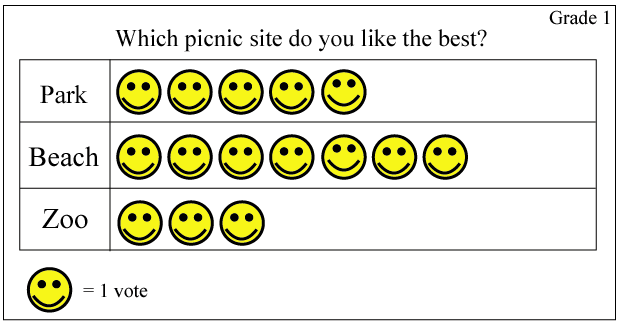 Grade 1
Which picnic site do you like the best?
Park
Beach
Zoo
= 1 vote